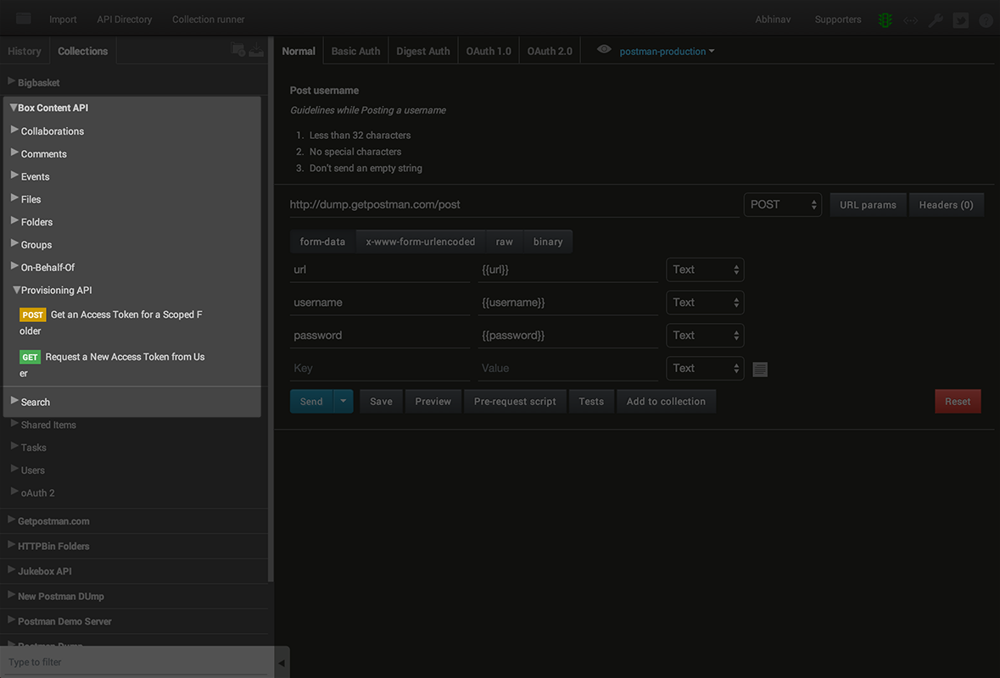 Import API Directory Collection runner Abhinav Supporters
History Collections
Bigbasket
Box Content API
Collaborations
Comments
Events
Files
Folders
Groups
On-Behalf-Of
Provisioning API
POST Get an Access Token for a Scoped F
older
GET Request a New Access Token from Us
er
Search
Shared Items
Tasks
Users
oAuth 2
Getpostman.com
HTTPBin Folders
Jukebox API
New Postman DUmp
Postman Demo Server
Postman Dump
Type to filter
Normal Basic Auth Digest Auth OAuth 1.0 OAuth 2.0 postman-production
Post username
Guidelines while Posting a username
1. Less than 32 characters
2. No special characters
3. Don't send an empty string
http://dump.getpostman.com/post POST URL params Headers (0)
form-data x-www-form-urlencoded raw binary
url {{url}} Text
username {{username}} Text
password {{password}} Text
Key Value Text
Send Save Preview Pre-request script Tests Add to collection Reset